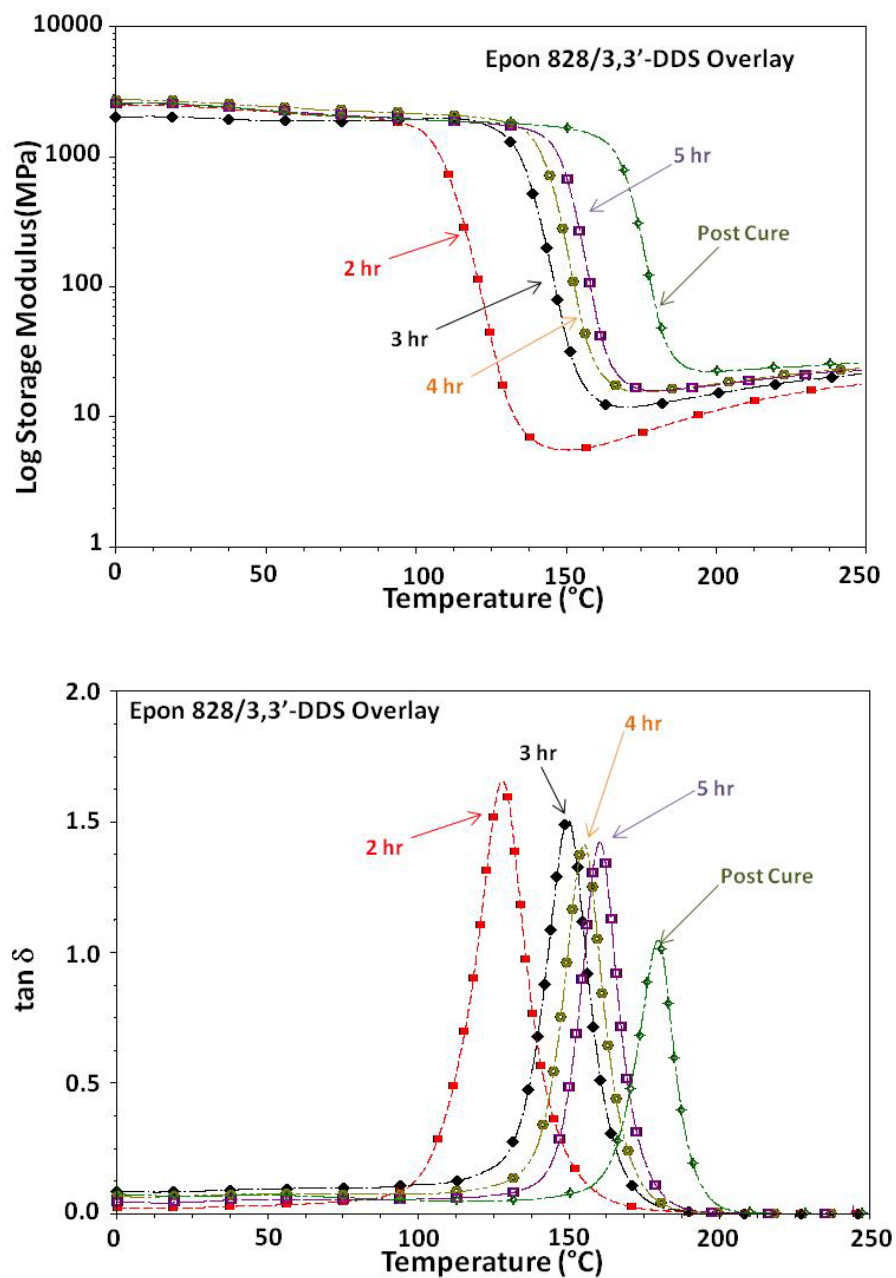 10000
Epon 828/3,3'-DDS Overlay
1000
5 hr
Post Cure
2 hr
100
3 hr
4 hr
10
1
0 50 100 150 200 250
Log Storage Modulus(MPa)
Temperature (°C)
2.0
Epon 828/3,3'-DDS Overlay
4 hr
3 hr
5 hr
1.5
2 hr
Post Cure
1.0
tan δ
0.5
0.0
0 50 100 150 200 250
Temperature (°C)